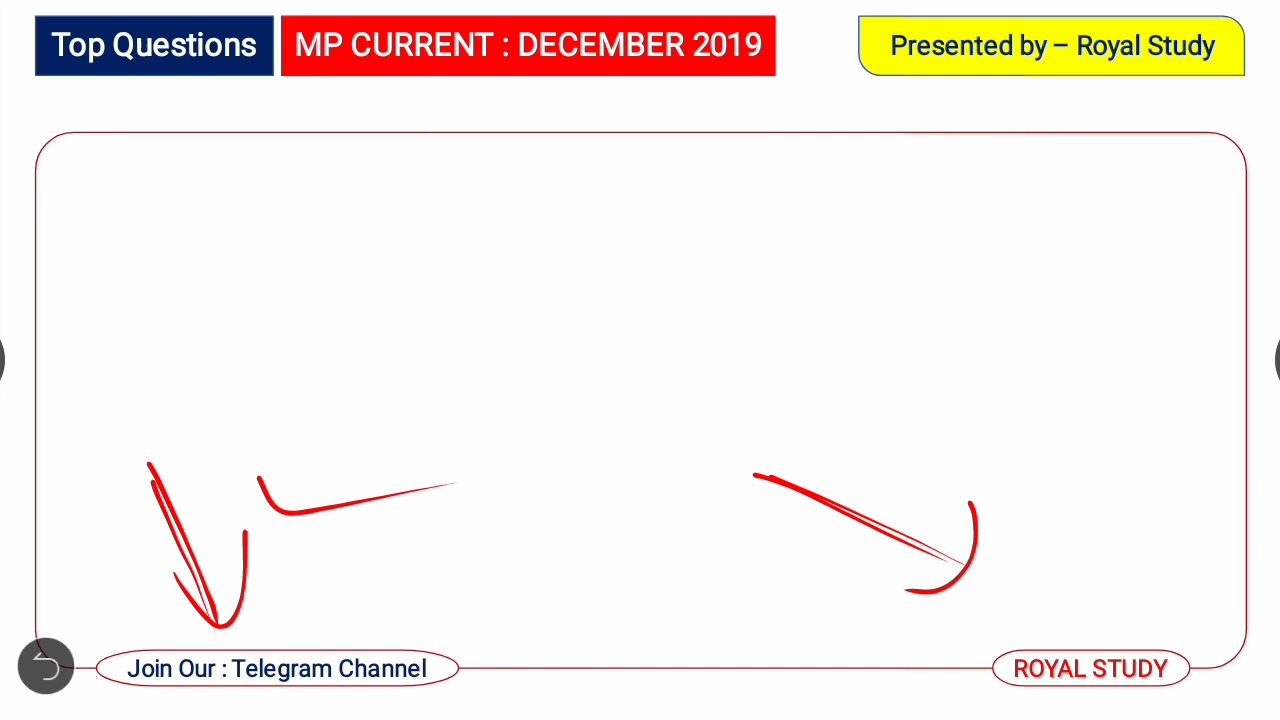 Top Questions
MP CURRENT : DECEMBER 2019
Presented by – Royal Study
Join Our : Telegram Channel
ROYAL STUDY